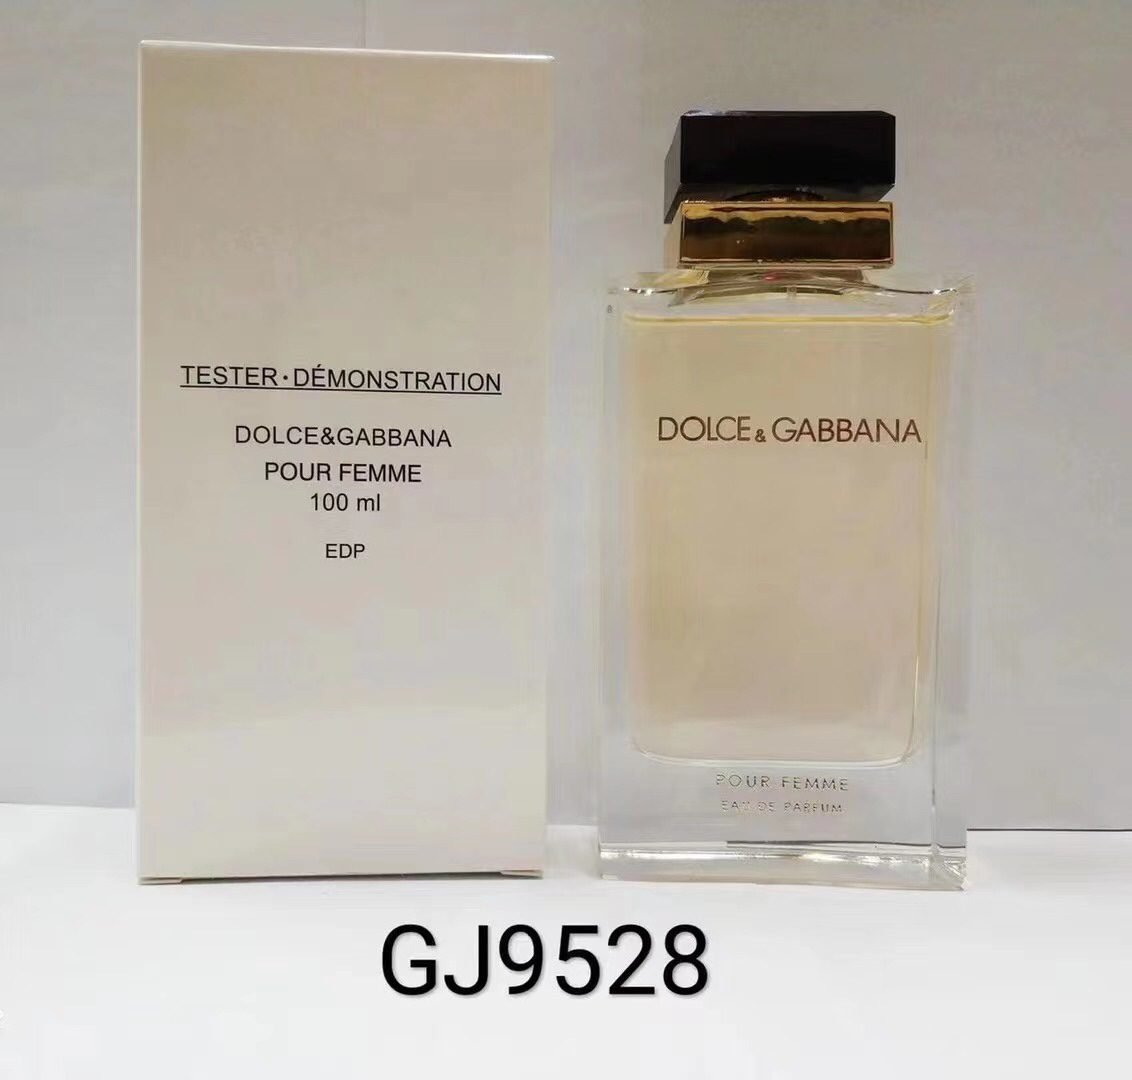 TESTER·DÉMONSTRATION
DOLCE&GABBANA
POUR FEMME
100 ml
EDP
DOLCE&GABBANA
POUR FEMME
EAU DE PARFUM
GJ9528